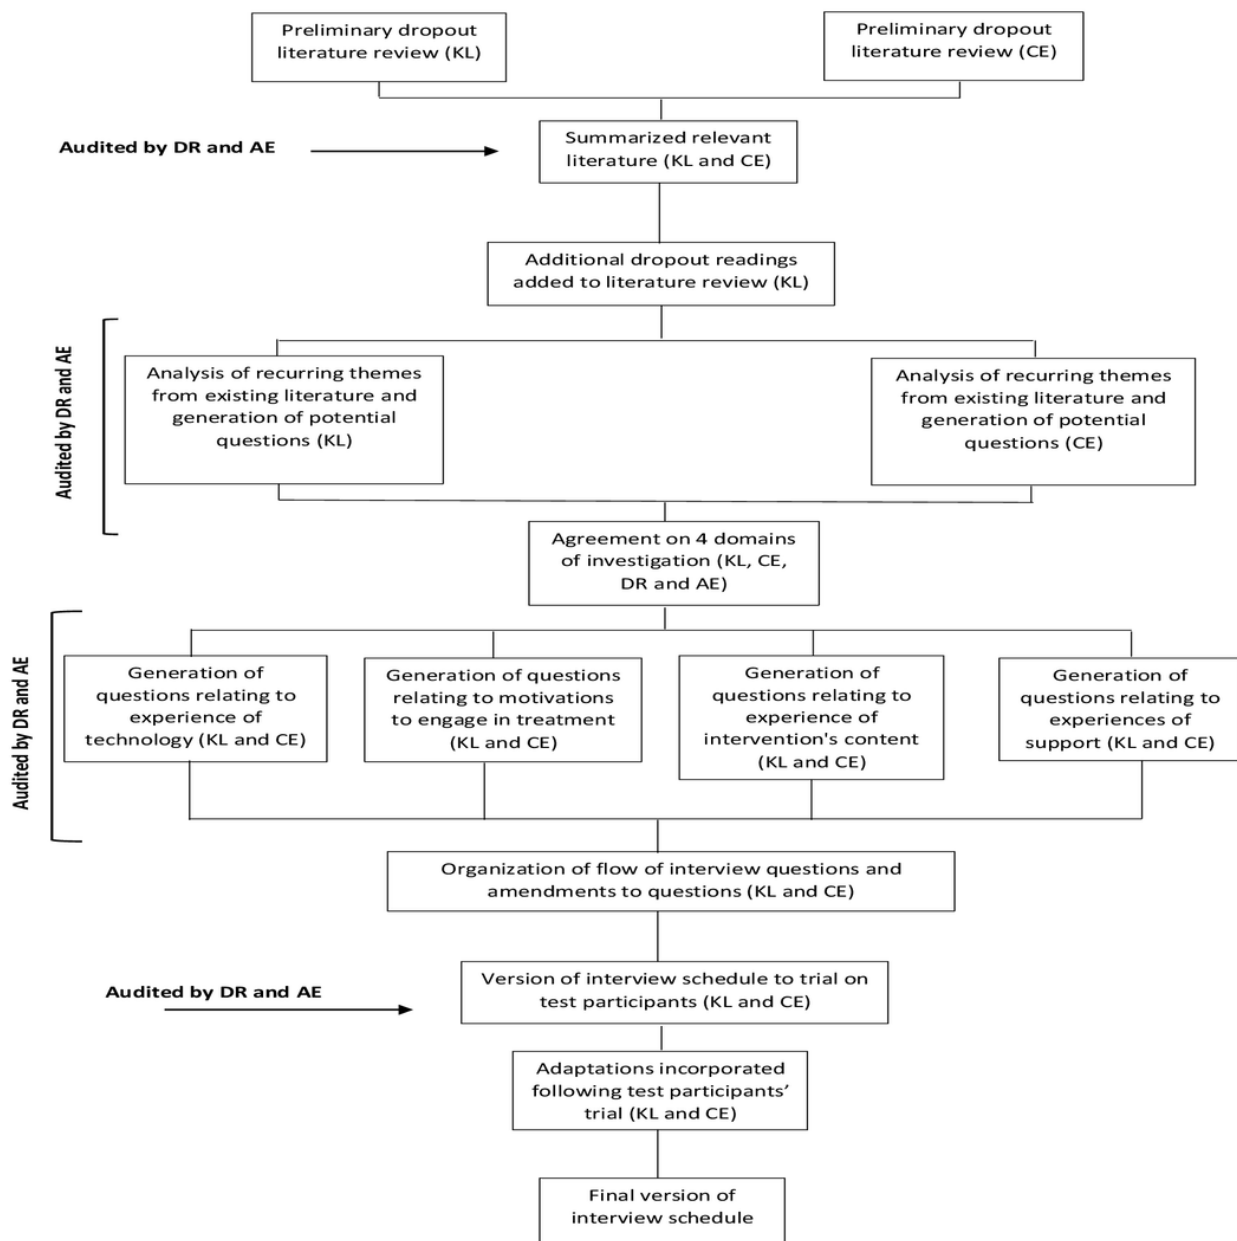 Preliminary dropout
literature review (KL)
Preliminary dropout
literature review (CE)
Audited by DR and AE
Summarized relevant
literature (KL and CE)
Additional dropout readings
added to literature review (KL)
Audited by DR and AE
Analysis of recurring themes
from existing literature and
generation of potential
questions (KL)
Analysis of recurring themes
from existing literature and
generation of potential
questions (CE)
Agreement on 4 domains
of investigation (KL, CE,
DR and AE)
Audited by DR and AE
Generation of
questions relating to
experience of
technology (KL and CE)
Generation of questions
relating to motivations
to engage in treatment
(KL and CE)
Generation of
questions relating to
experience of
intervention's content
(KL and CE)
Generation of
questions relating to
experiences of
support (KL and CE)
Organization of flow of interview questions and
amendments to questions (KL and CE)
Audited by DR and AE
Version of interview schedule to trial on
test participants (KL and CE)
Adaptations incorporated
following test participants’
trial (KL and CE)
Final version of
interview schedule